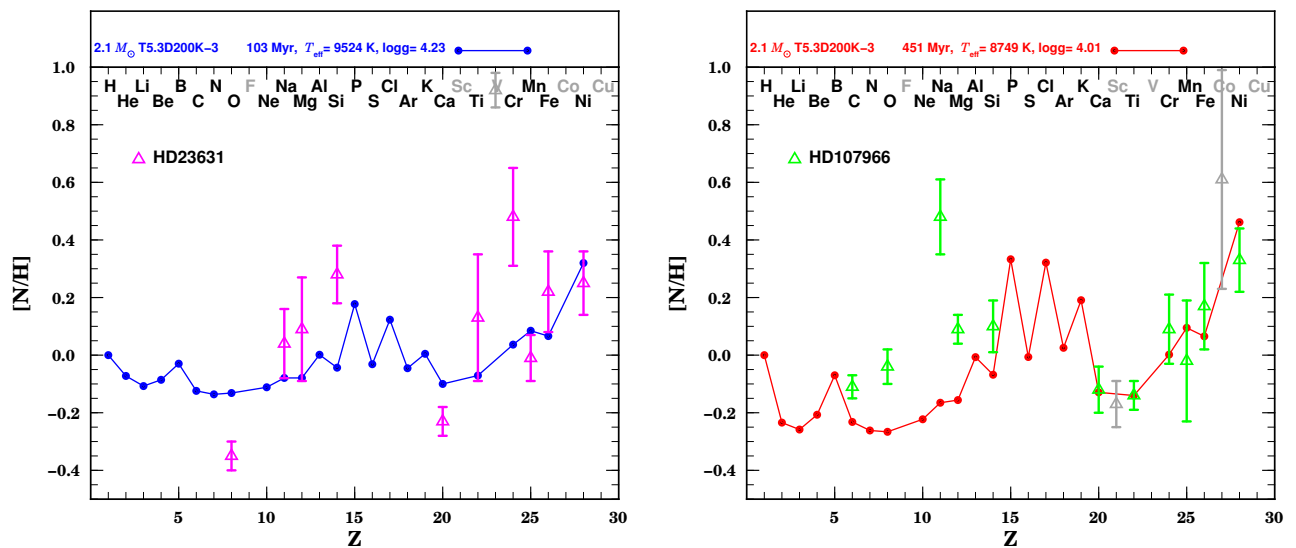 2.1 M⊙ T5.3D200K−3 103 Myr, Teff= 9524 K, logg= 4.23
1.0
0.8
0.6
0.4
0.2
0.0
−0.2
−0.4
[N/H]
H Li B N F Na Al P Cl K Sc V Mn Co Cu
He Be C O Ne Mg Si S Ar Ca Ti Cr Fe Ni
HD23631
5 10 15 20 25 30
Z
2.1 M⊙ T5.3D200K−3 451 Myr, Teff= 8749 K, logg= 4.01
1.0
0.8
0.6
0.4
0.2
0.0
−0.2
−0.4
[N/H]
H Li B N F Na Al P Cl K Sc V Mn Co Cu
He Be C O Ne Mg Si S Ar Ca Ti Cr Fe Ni
HD107966
5 10 15 20 25 30
Z